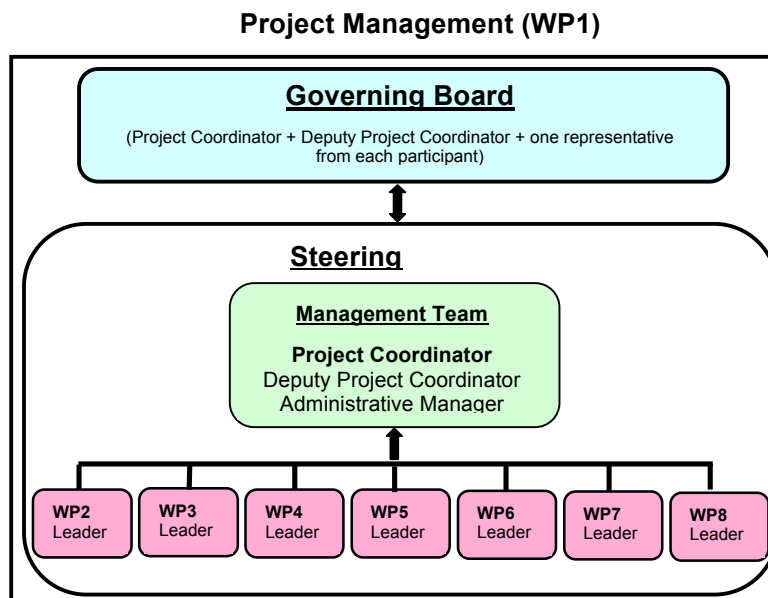 Project Management (WP1)
Governing Board
(Project Coordinator + Deputy Project Coordinator + one representative
from each participant)
Steering
Management Team
Project Coordinator
Deputy Project Coordinator
Administrative Manager
WP2
Leader
WP3
Leader
WP4
Leader
WP5
Leader
WP6
Leader
WP7
Leader
WP8
Leader